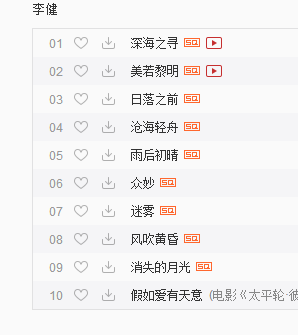 李健
01 深海之寻 SQ
02 美若黎明 SQ
03 日落之前 SQ
04 沧海轻舟 SQ
05 雨后初晴 SQ
06 众妙 SQ
07 迷雾 SQ
08 风吹黄昏 SQ
09 消失的月光 SQ
10 假如爱有天意 (电影《太平轮·彼